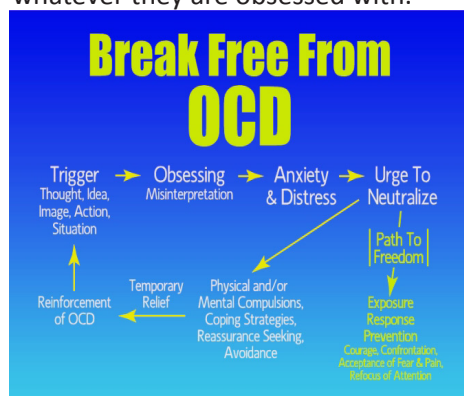 whatever they are obsessed with.
Break Free From
OCD
Trigger
Thought, Idea,
Image, Action,
Situation
Obsessing
Misinterpretation
Anxiety
& Distress
Urge To
Neutralize
Path To
Freedom
Exposure
Response
Prevention
Courage, Confrontation,
Acceptance of Fear & Pain,
Refocus of Attention
Physical and/or
Mental Compulsions,
Coping Strategies,
Reassurance Seeking,
Avoidance
Temporary
Relief
Reinforcement
of OCD